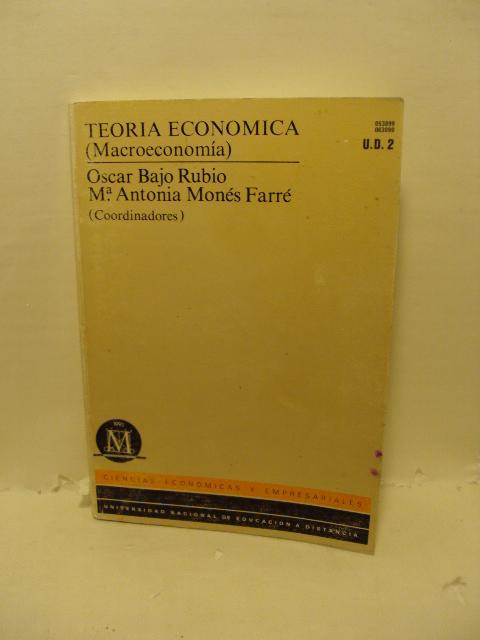 TEORIA ECONOMICA
(Macroeconomía)
Oscar Bajo Rubio
M.ª Antonia Monés Farré
(Coordinadores)
053099
063090
U.D. 2
M
CIENCIAS ECONOMICAS Y EMPRESARIALES
UNIVERSIDAD NACIONAL DE EDUCACION A DISTANCIA